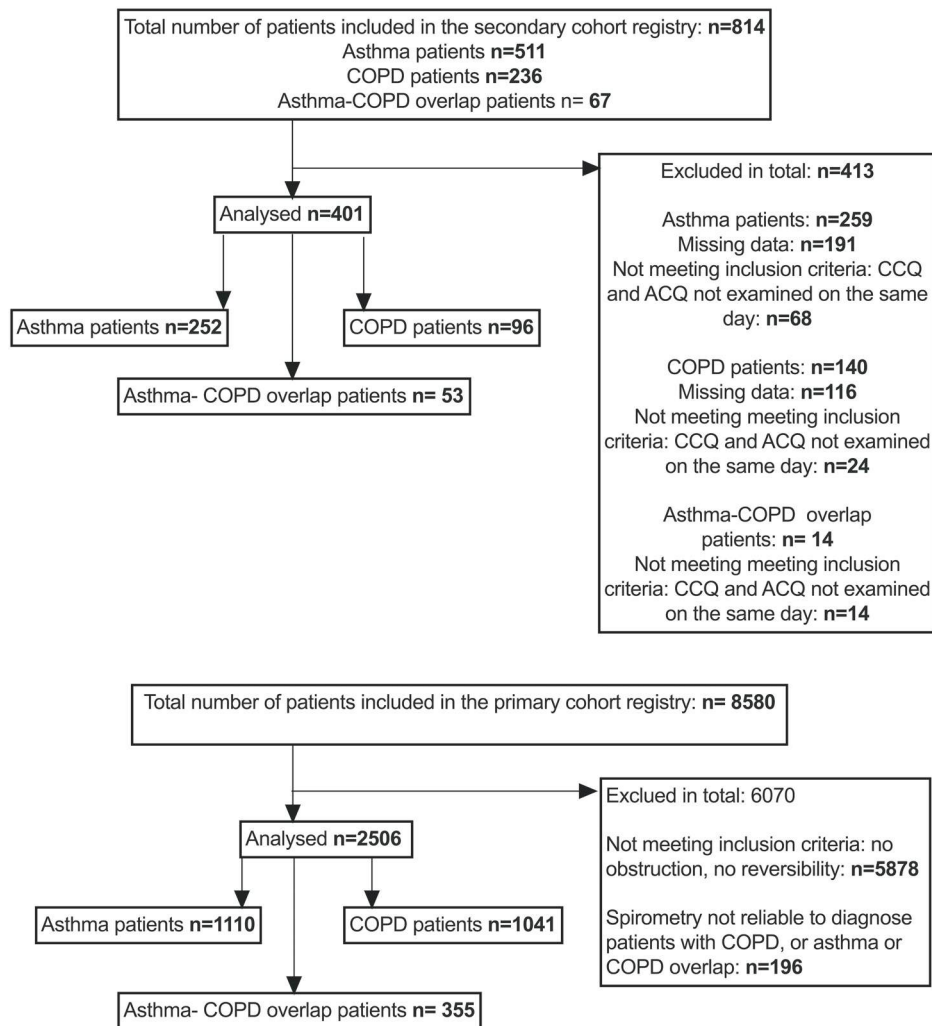 Total number of patients included in the secondary cohort registry: n=814
Asthma patients n=511
COPD patients n=236
Asthma-COPD overlap patients n= 67
Excluded in total: n=413
Asthma patients: n=259
Missing data: n=191
Not meeting inclusion criteria: CCQ
and ACQ not examined on the same
day: n=68
COPD patients: n=140
Missing data: n=116
Not meeting meeting inclusion
criteria: CCQ and ACQ not examined
on the same day: n=24
Asthma-COPD overlap
patients: n= 14
Not meeting meeting inclusion
criteria: CCQ and ACQ not examined
on the same day: n=14
Analysed n=401
Asthma patients n=252
COPD patients n=96
Asthma- COPD overlap patients n= 53
Total number of patients included in the primary cohort registry: n= 8580
Exclued in total: 6070
Not meeting inclusion criteria: no
obstruction, no reversibility: n=5878
Spirometry not reliable to diagnose
patients with COPD, or asthma or
COPD overlap: n=196
Analysed n=2506
Asthma patients n=1110
COPD patients n=1041
Asthma- COPD overlap patients n= 355